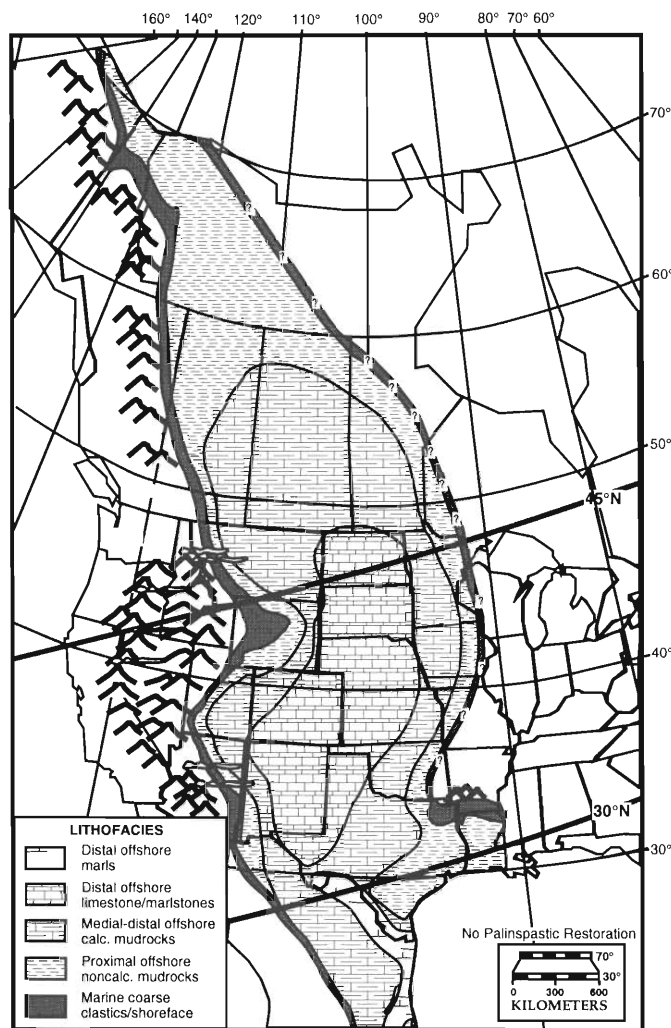 160° 140° 120° 110° 100° 90° 80° 70° 60°
70°
? ? ? ? ? ? ? ? ? ? ? ? ? ? ? ?
60°
50°
45°N
40°
30°N
30°
LITHOFACIES
Distal offshore
marls
Distal offshore
limestone/marlstones
Medial-distal offshore
calc. mudrocks
Proximal offshore
noncalc. mudrocks
Marine coarse
clastics/shoreface
No Palinspastic Restoration
70°
30°
0 300 600
KILOMETERS